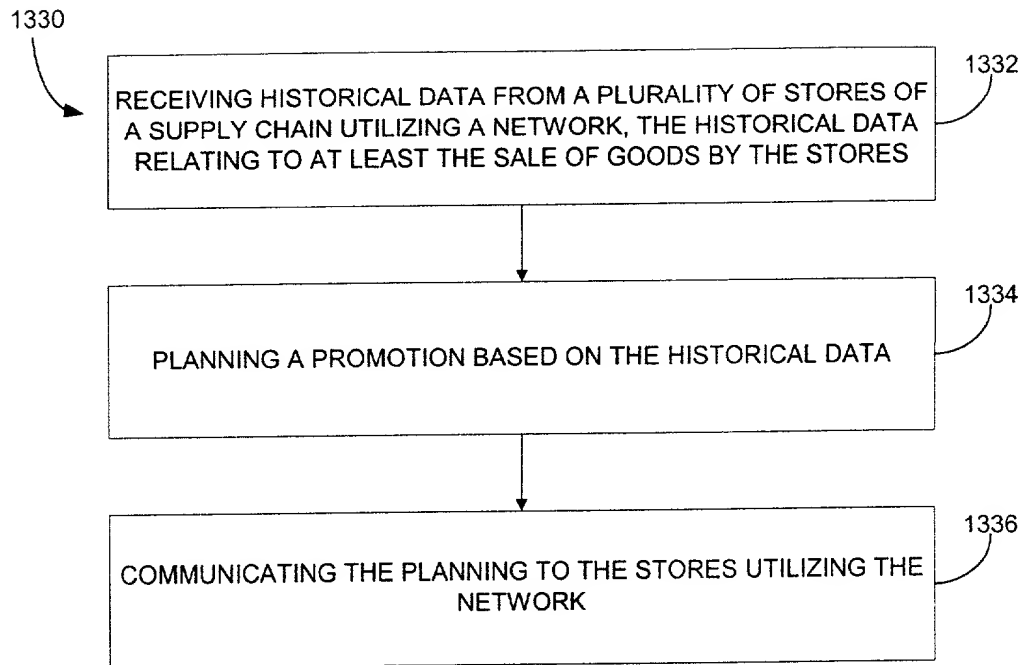 1330
1332
RECEIVING HISTORICAL DATA FROM A PLURALITY OF STORES OF
A SUPPLY CHAIN UTILIZING A NETWORK, THE HISTORICAL DATA
RELATING TO AT LEAST THE SALE OF GOODS BY THE STORES
1334
PLANNING A PROMOTION BASED ON THE HISTORICAL DATA
1336
COMMUNICATING THE PLANNING TO THE STORES UTILIZING THE
NETWORK